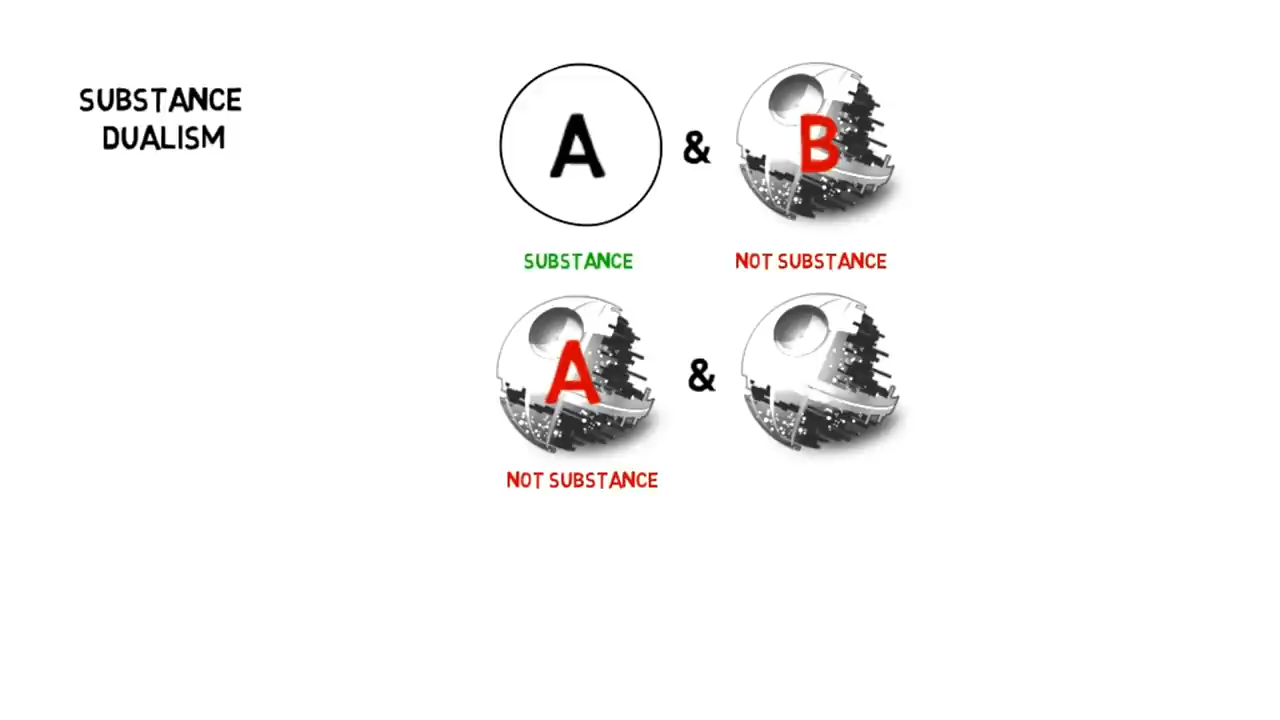 SUBSTANCE
DUALISM
A & B
SUBSTANCE
NOT SUBSTANCE
A &
NOT SUBSTANCE